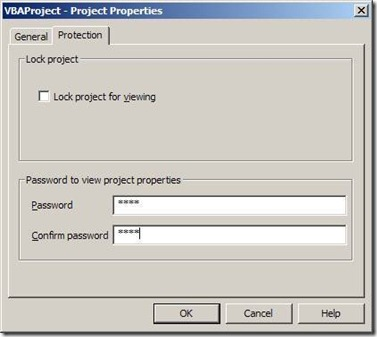 VBAProject - Project Properties
General Protection
Lock project
Lock project for viewing
Password to view project properties
Password ****
Confirm password ****
OK Cancel Help